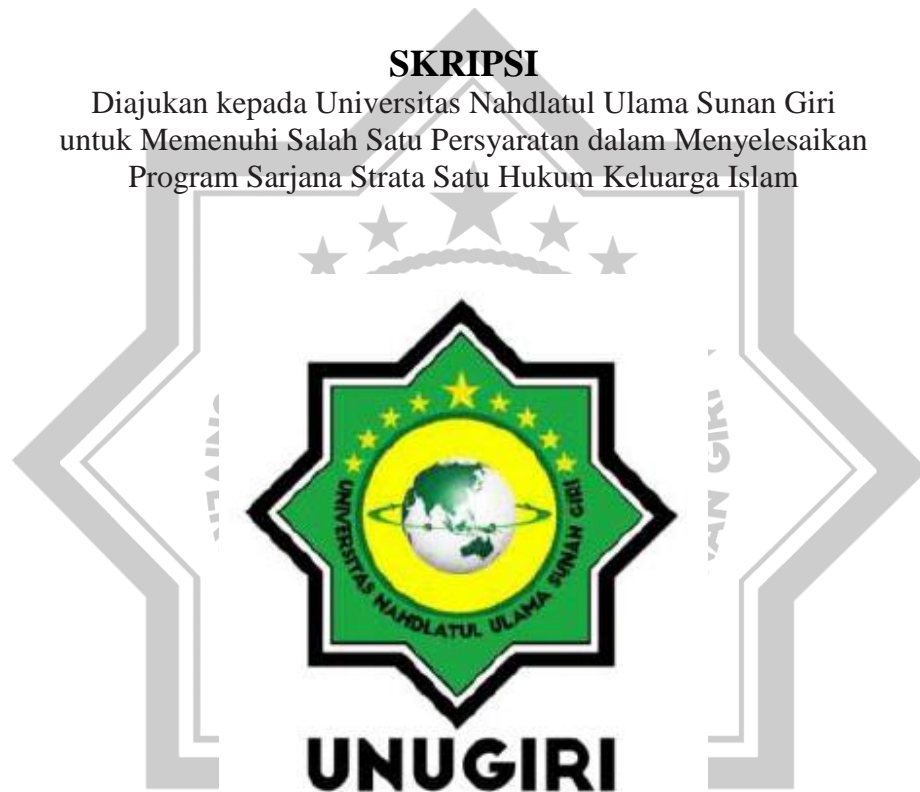 SKRIPSI
Diajukan kepada Universitas Nahdlatul Ulama Sunan Giri
untuk Memenuhi Salah Satu Persyaratan dalam Menyelesaikan
Program Sarjana Strata Satu Hukum Keluarga Islam
UNIVERSITAS NAHDLATUL ULAMA SUNAN GIRI
UNUGIRI